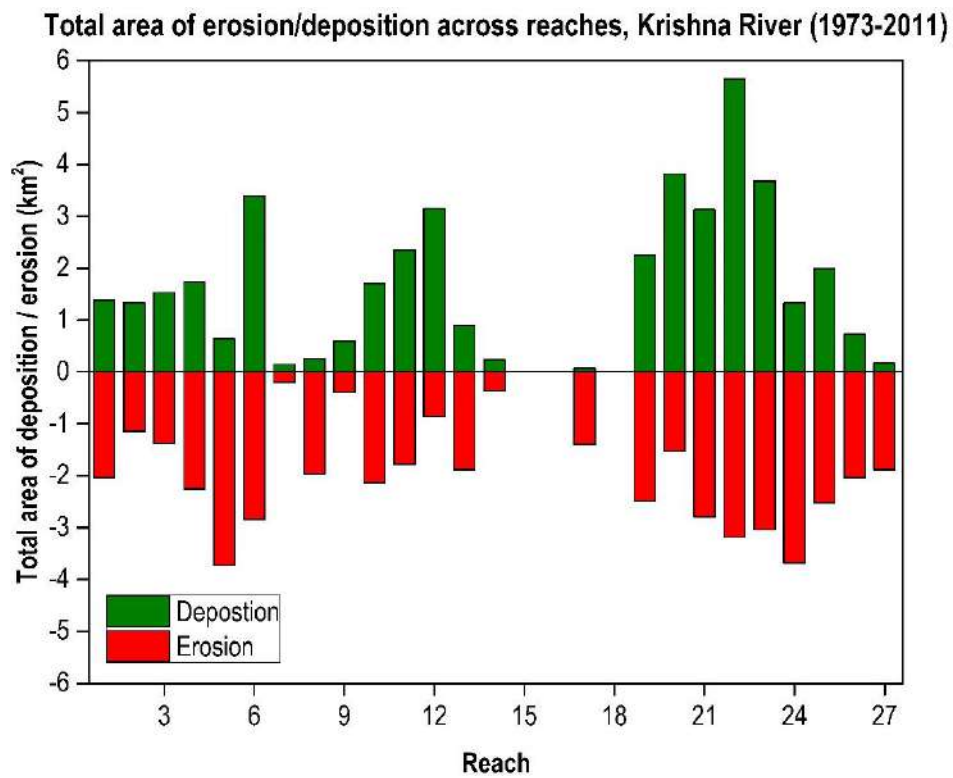 Total area of erosion/deposition across reaches, Krishna River (1973-2011)
Total area of deposition / erosion (km²)
6
5
4
3
2
1
0
-1
-2
-3
-4
-5
-6
Depostion
Erosion
3 6 9 12 15 18 21 24 27
Reach